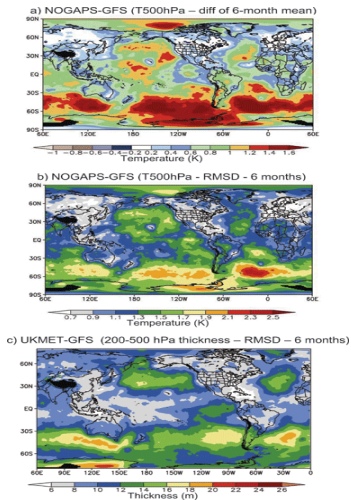 a) NOGAPS-GFS (T500hPa – diff of 6-month mean)
90N
60N
30N
EQ
30S
60S
90S
60E 120E 180 120W 60W 0 60E
-1 -0.8-0.6-0.4-0.2 0.2 0.4 0.6 0.8 1 1.2 1.4 1.6
Temperature (K)
b) NOGAPS-GFS (T500hPa - RMSD - 6 months)
90N
60N
30N
EQ
30S
60S
90S
60E 120E 180 120W 60W 0 60E
0.7 0.9 1.1 1.3 1.5 1.7 1.9 2.1 2.3 2.5
Temperature (K)
c) UKMET-GFS (200-500 hPa thickness – RMSD – 6 months)
60N
30N
EQ
30S
60S
60E 90E 120E 150E 180 150W 120W 90W 60W 30W 0
6 8 10 12 14 16 18 20 22 24 26
Thickness (m)